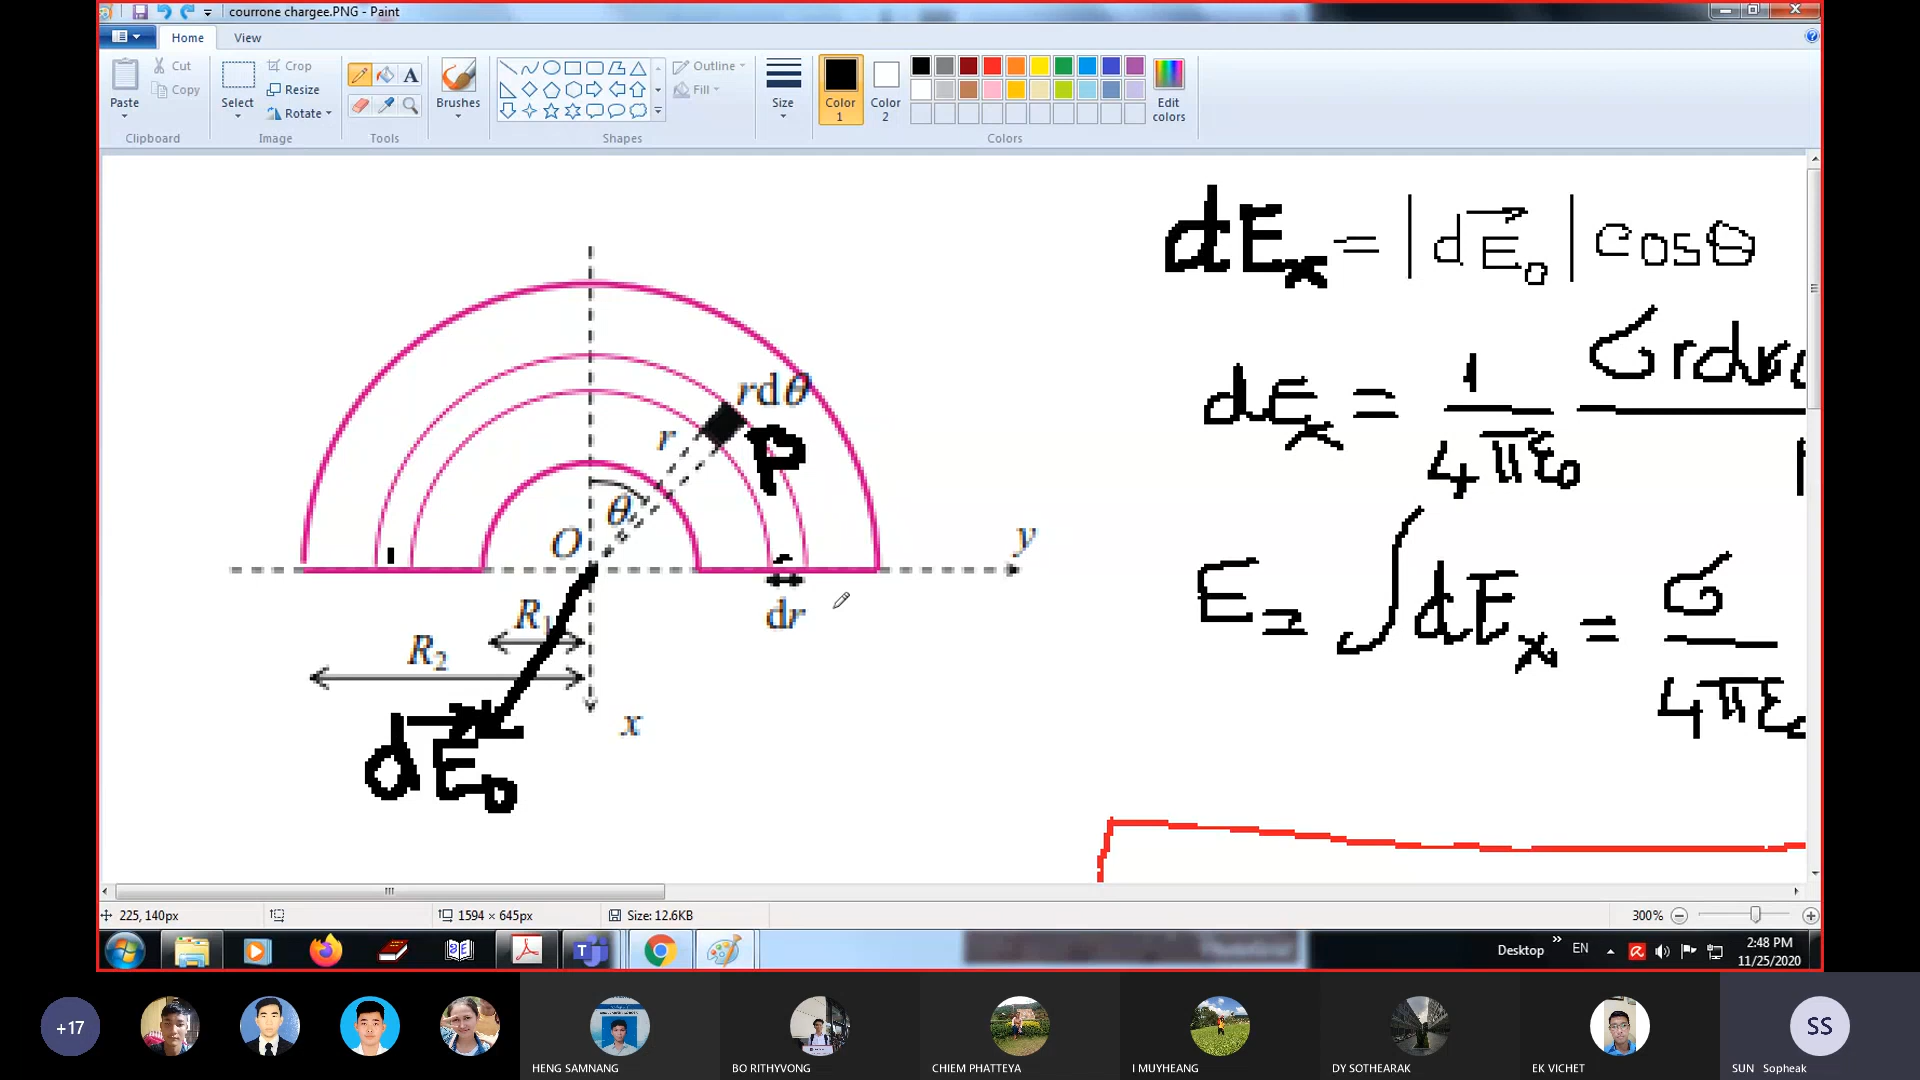 courrone chargee.PNG - Paint
Home View
Paste
Cut
Copy
Clipboard
Select
Crop
Resize
Rotate
Image
A
Tools
Brushes
Shapes
Outline
Fill
Size
Color 1
Color 2
Edit colors
Colors
dEx = |dE₀| cosθ
rdθ
r
P
θ
O
y
dr
R₁
R₂
x
dE₀
dEx = 1
4πε₀
σrdr
E = ∫dEx = σ
4πε₀
225, 140px
1594 × 645px
Size: 12.6KB
300%
Desktop
EN
2:48 PM
11/25/2020
+17
HENG SAMNANG
BO RITHYVONG
CHIEM PHATTEYA
I MUYHEANG
DY SOTHEARAK
EK VICHET
SS
SUN Sopheak